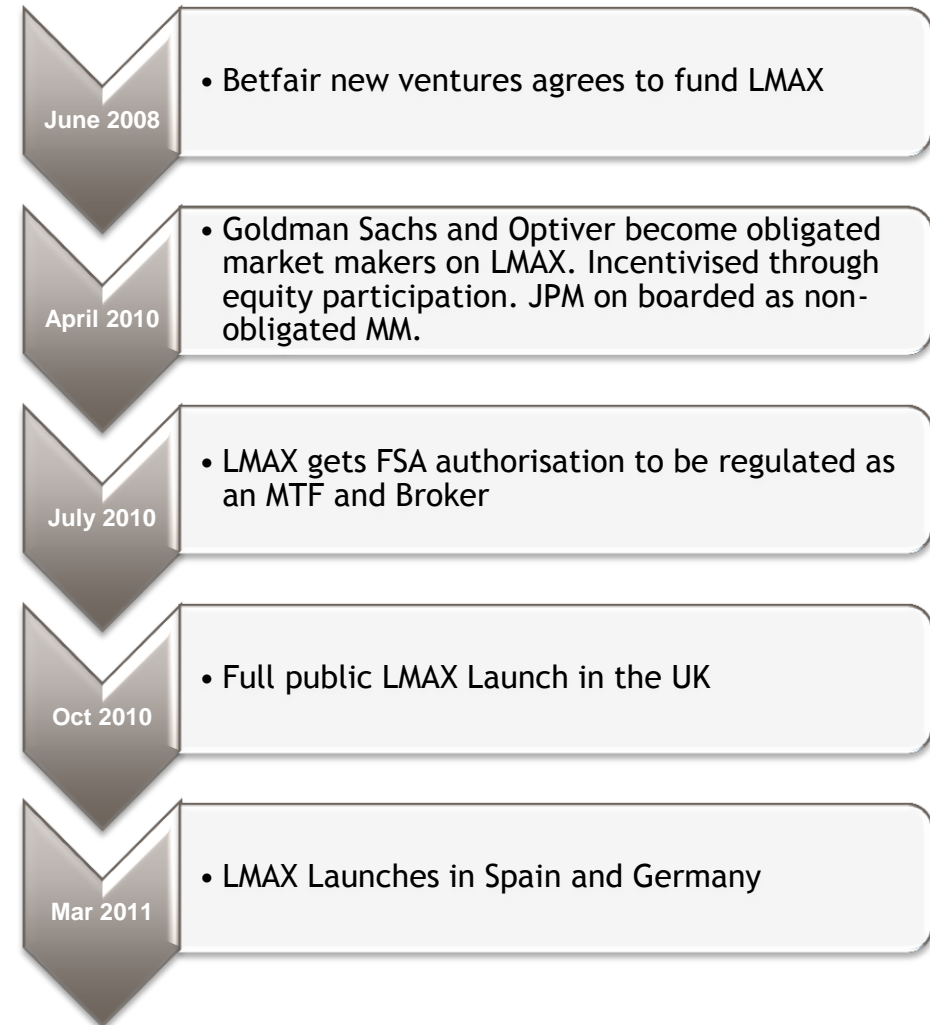 June 2008
• Betfair new ventures agrees to fund LMAX
April 2010
• Goldman Sachs and Optiver become obligated
market makers on LMAX. Incentivised through
equity participation. JPM on boarded as non-
obligated MM.
July 2010
• LMAX gets FSA authorisation to be regulated as
an MTF and Broker
Oct 2010
• Full public LMAX Launch in the UK
Mar 2011
• LMAX Launches in Spain and Germany